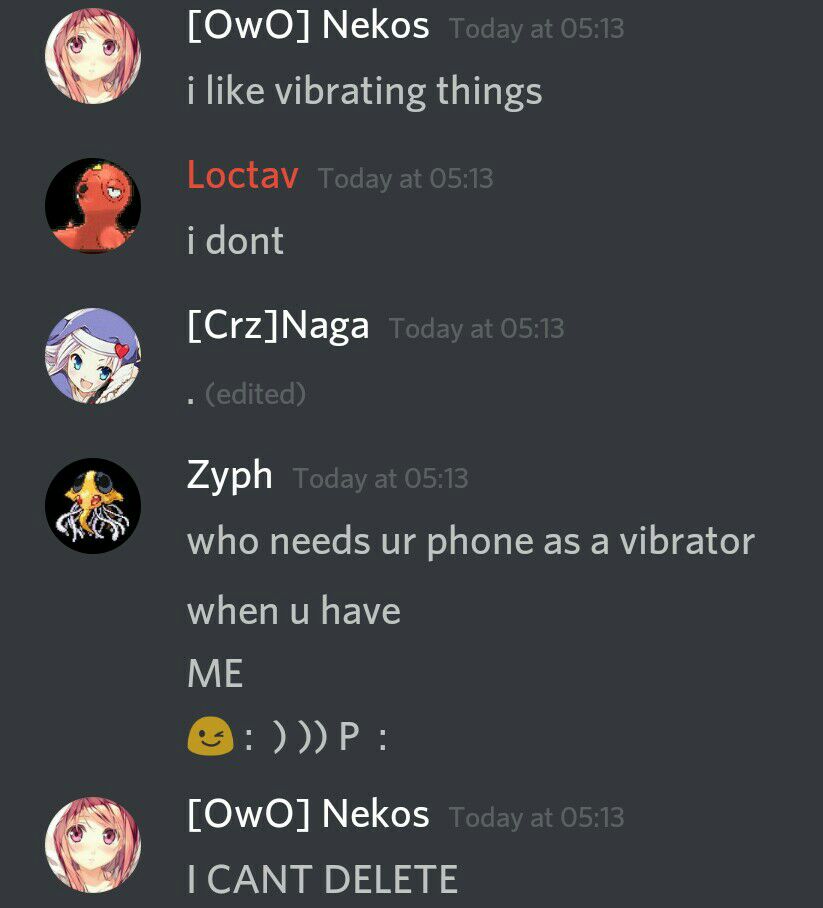 [OwO] Nekos Today at 05:13
i like vibrating things
Loctav Today at 05:13
i dont
[Crz]Naga Today at 05:13
. (edited)
Zyph Today at 05:13
who needs ur phone as a vibrator
when u have
ME
😉 : ) )) P :
[OwO] Nekos Today at 05:13
I CANT DELETE